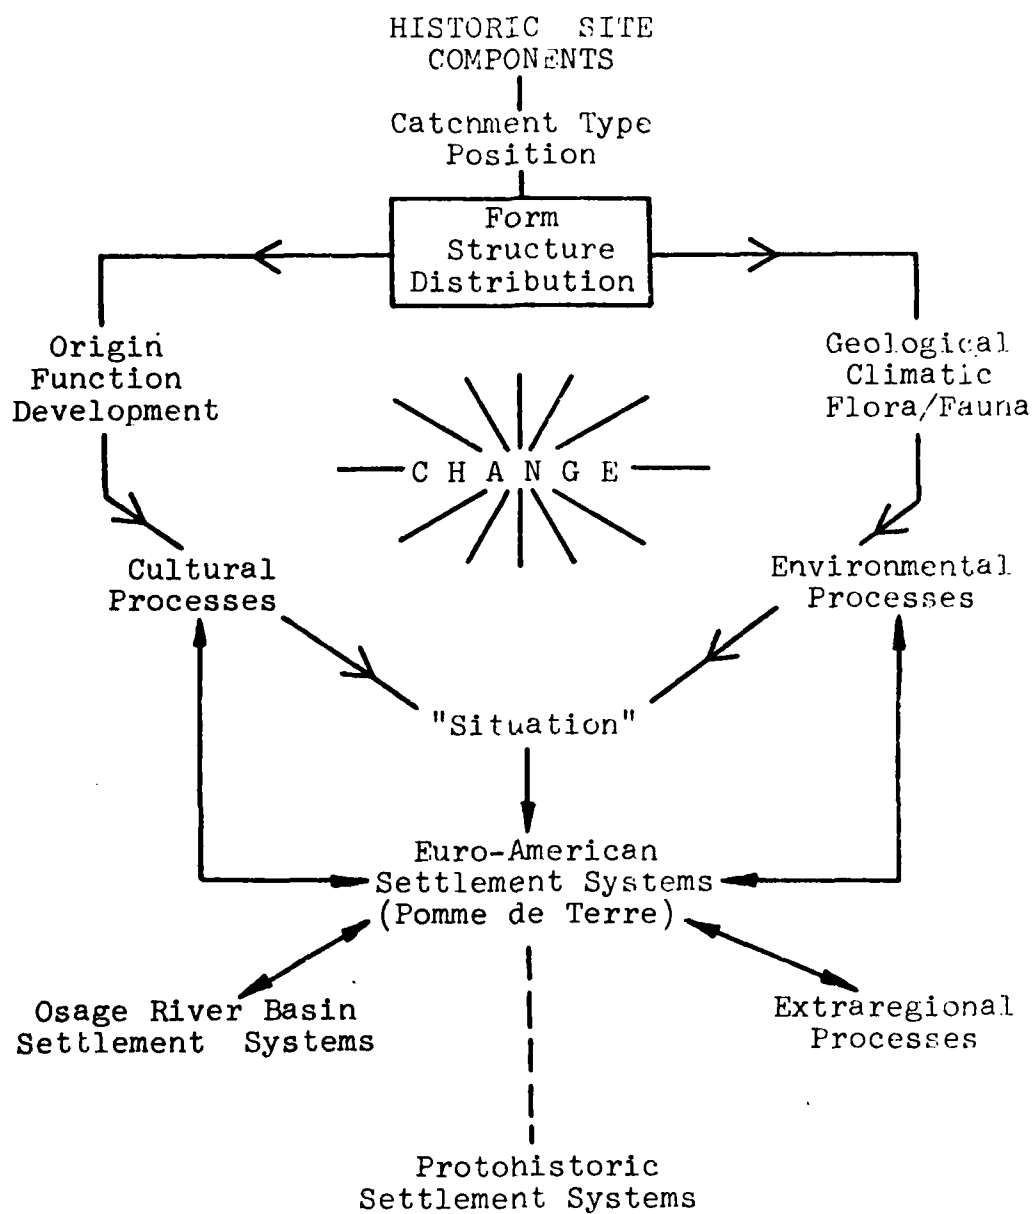 HISTORIC SITE
COMPONENTS
Catchment Type
Position
Form
Structure
Distribution
Origin
Function
Development
Geological
Climatic
Flora/Fauna
C H A N G E
Cultural
Processes
Environmental
Processes
"Situation"
Euro-American
Settlement Systems
(Pomme de Terre)
Osage River Basin
Settlement Systems
Extraregional
Processes
Protohistoric
Settlement Systems